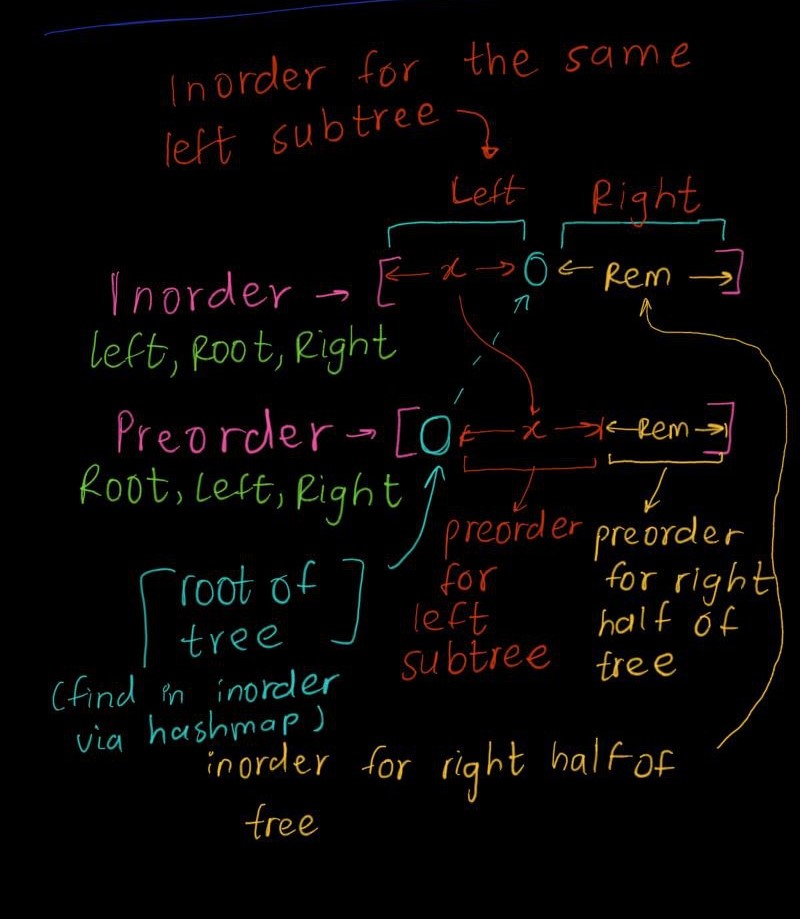 Inorder for the same
left subtree
Left Right
Inorder → [← x → O ← Rem →]
left, Root, Right
Preorder → [O ← x → ← Rem →]
Root, Left, Right
preorder
for
left
subtree
preorder
for right
half of
tree
[root of
tree]
(find in inorder
via hashmap)
inorder for right half of
tree